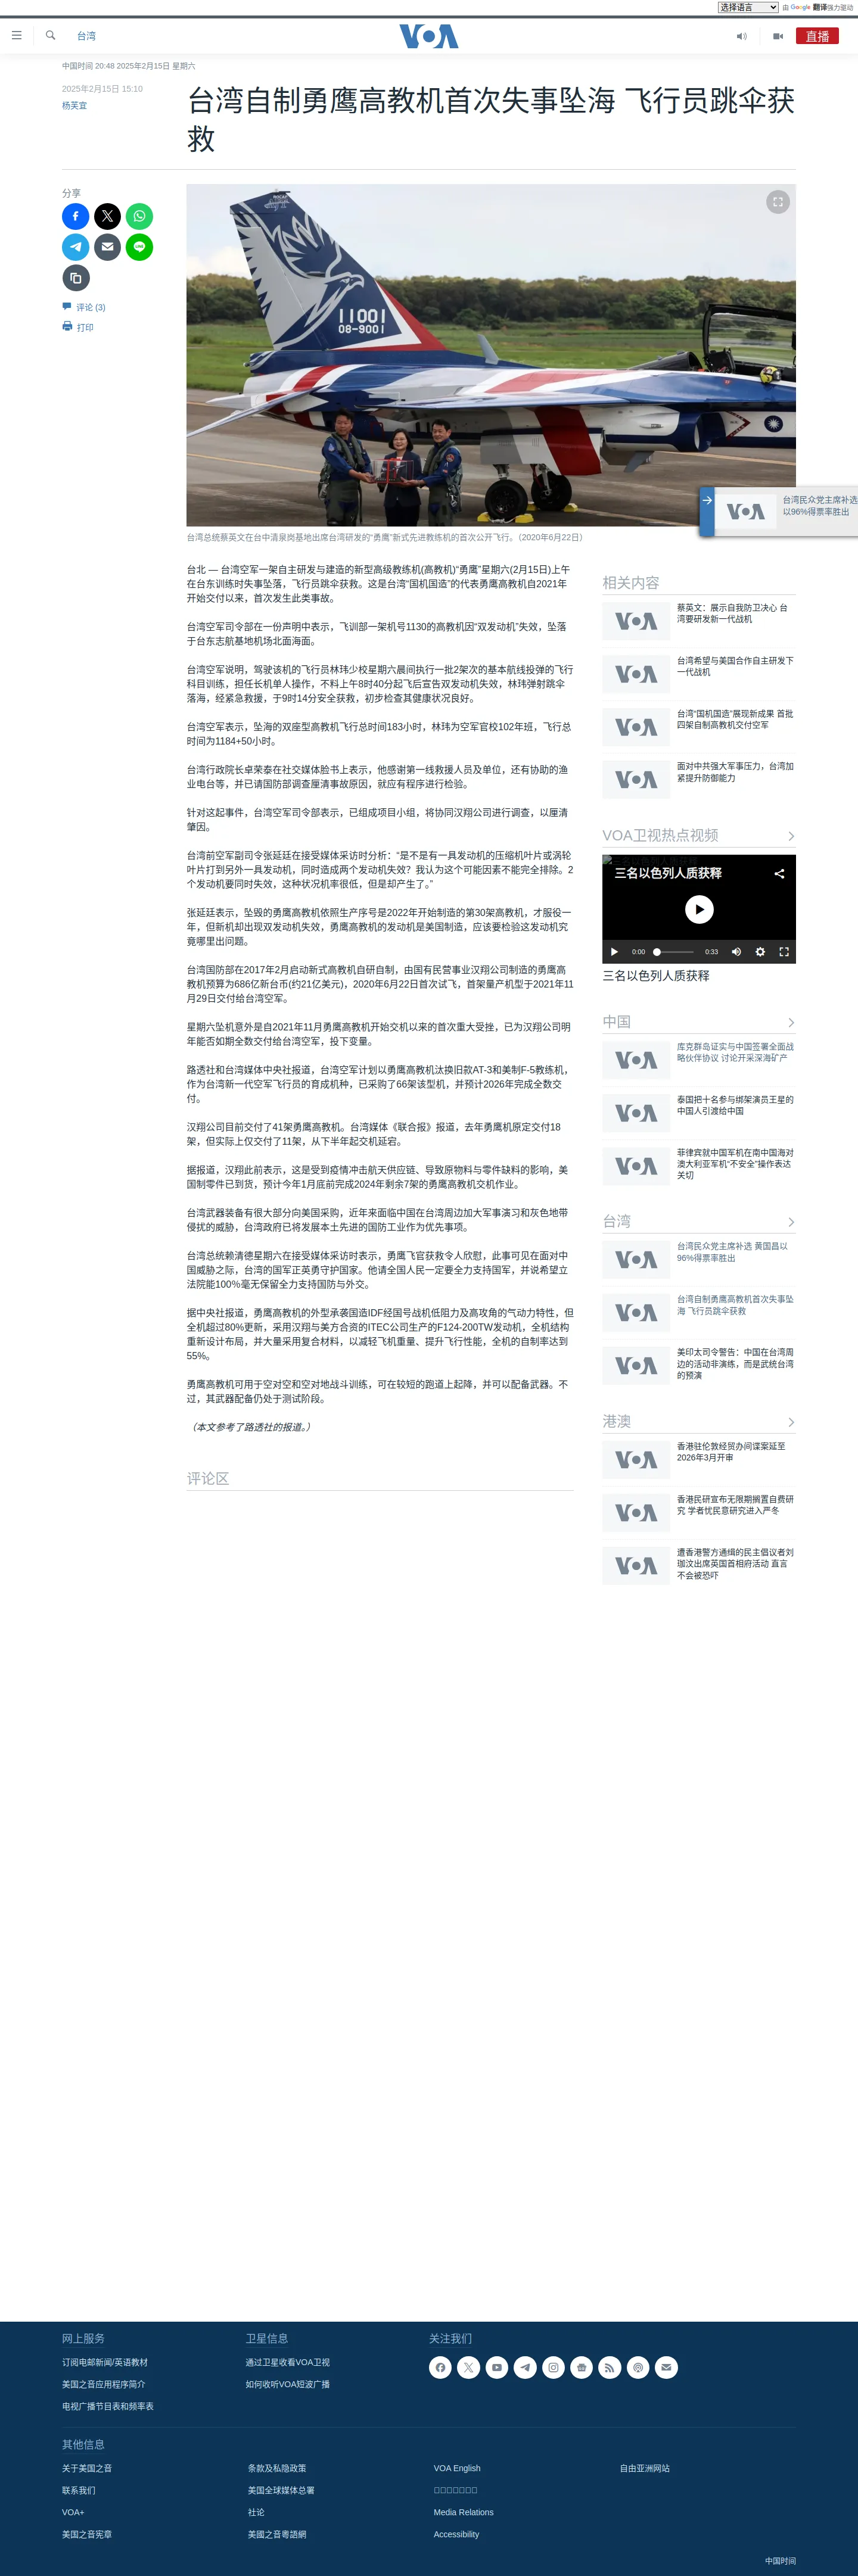 选择语言 由 Google 翻译强力驱动
台湾
VOA
直播
中国时间 20:48 2025年2月15日 星期六
2025年2月15日 15:10
杨芙宜
台湾自制勇鹰高教机首次失事坠海 飞行员跳伞获
救
分享
评论 (3)
打印
11001
08-9001
台湾总统蔡英文在台中清泉岗基地出席台湾研发的“勇鹰”新式先进教练机的首次公开飞行。（2020年6月22日）
台湾民众党主席补选
以96%得票率胜出
台北 — 台湾空军一架自主研发与建造的新型高级教练机(高教机)“勇鹰”星期六(2月15日)上午
在台东训练时失事坠落，飞行员跳伞获救。这是台湾“国机国造”的代表勇鹰高教机自2021年
开始交付以来，首次发生此类事故。
台湾空军司令部在一份声明中表示，飞训部一架机号1130的高教机因“双发动机”失效，坠落
于台东志航基地机场北面海面。
台湾空军说明，驾驶该机的飞行员林玮少校星期六晨间执行一批2架次的基本航线投弹的飞行
科目训练，担任长机单人操作，不料上午8时40分起飞后宣告双发动机失效，林玮弹射跳伞
落海，经紧急救援，于9时14分安全获救，初步检查其健康状况良好。
台湾空军表示，坠海的双座型高教机飞行总时间183小时，林玮为空军官校102年班，飞行总
时间为1184+50小时。
台湾行政院长卓荣泰在社交媒体脸书上表示，他感谢第一线救援人员及单位，还有协助的渔
业电台等，并已请国防部调查厘清事故原因，就应有程序进行检验。
针对这起事件，台湾空军司令部表示，已组成项目小组，将协同汉翔公司进行调查，以厘清
肇因。
台湾前空军副司令张延廷在接受媒体采访时分析：“是不是有一具发动机的压缩机叶片或涡轮
叶片打到另外一具发动机，同时造成两个发动机失效？我认为这个可能因素不能完全排除。2
个发动机要同时失效，这种状况机率很低，但是却产生了。”
张延廷表示，坠毁的勇鹰高教机依照生产序号是2022年开始制造的第30架高教机，才服役一
年，但新机却出现双发动机失效，勇鹰高教机的发动机是美国制造，应该要检验这发动机究
竟哪里出问题。
台湾国防部在2017年2月启动新式高教机自研自制，由国有民营事业汉翔公司制造的勇鹰高
教机预算为686亿新台币(约21亿美元)，2020年6月22日首次试飞，首架量产机型于2021年11
月29日交付给台湾空军。
星期六坠机意外是自2021年11月勇鹰高教机开始交机以来的首次重大受挫，已为汉翔公司明
年能否如期全数交付给台湾空军，投下变量。
路透社和台湾媒体中央社报道，台湾空军计划以勇鹰高教机汰换旧款AT-3和美制F-5教练机，
作为台湾新一代空军飞行员的育成机种，已采购了66架该型机，并预计2026年完成全数交
付。
汉翔公司目前交付了41架勇鹰高教机。台湾媒体《联合报》报道，去年勇鹰机原定交付18
架，但实际上仅交付了11架，从下半年起交机延宕。
据报道，汉翔此前表示，这是受到疫情冲击航天供应链、导致原物料与零件缺料的影响，美
国制零件已到货，预计今年1月底前完成2024年剩余7架的勇鹰高教机交机作业。
台湾武器装备有很大部分向美国采购，近年来面临中国在台湾周边加大军事演习和灰色地带
侵扰的威胁，台湾政府已将发展本土先进的国防工业作为优先事项。
台湾总统赖清德星期六在接受媒体采访时表示，勇鹰飞官获救令人欣慰，此事可见在面对中
国威胁之际，台湾的国军正英勇守护国家。他请全国人民一定要全力支持国军，并说希望立
法院能100％毫无保留全力支持国防与外交。
据中央社报道，勇鹰高教机的外型承袭国造IDF经国号战机低阻力及高攻角的气动力特性，但
全机超过80%更新，采用汉翔与美方合资的ITEC公司生产的F124-200TW发动机，全机结构
重新设计布局，并大量采用复合材料，以减轻飞机重量、提升飞行性能，全机的自制率达到
55%。
勇鹰高教机可用于空对空和空对地战斗训练，可在较短的跑道上起降，并可以配备武器。不
过，其武器配备仍处于测试阶段。
（本文参考了路透社的报道。）
评论区
相关内容
蔡英文：展示自我防卫决心 台
湾要研发新一代战机
台湾希望与美国合作自主研发下
一代战机
台湾“国机国造”展现新成果 首批
四架自制高教机交付空军
面对中共强大军事压力，台湾加
紧提升防御能力
VOA卫视热点视频
三名以色列人质获释
0:00 0:33
三名以色列人质获释
中国
库克群岛证实与中国签署全面战
略伙伴协议 讨论开采深海矿产
泰国把十名参与绑架演员王星的
中国人引渡给中国
菲律宾就中国军机在南中国海对
澳大利亚军机“不安全”操作表达
关切
台湾
台湾民众党主席补选 黄国昌以
96%得票率胜出
台湾自制勇鹰高教机首次失事坠
海 飞行员跳伞获救
美印太司令警告：中国在台湾周
边的活动非演练，而是武统台湾
的预演
港澳
香港驻伦敦经贸办间谍案延至
2026年3月开审
香港民研宣布无限期搁置自费研
究 学者忧民意研究进入严冬
遭香港警方通缉的民主倡议者刘
珈汶出席英国首相府活动 直言
不会被恐吓
网上服务
订阅电邮新闻/英语教材
美国之音应用程序简介
电视广播节目表和频率表
卫星信息
通过卫星收看VOA卫视
如何收听VOA短波广播
关注我们
其他信息
关于美国之音
联系我们
VOA+
美国之音宪章
条款及私隐政策
美国全球媒体总署
社论
美國之音粵語網
VOA English
Media Relations
Accessibility
自由亚洲网站
中国时间